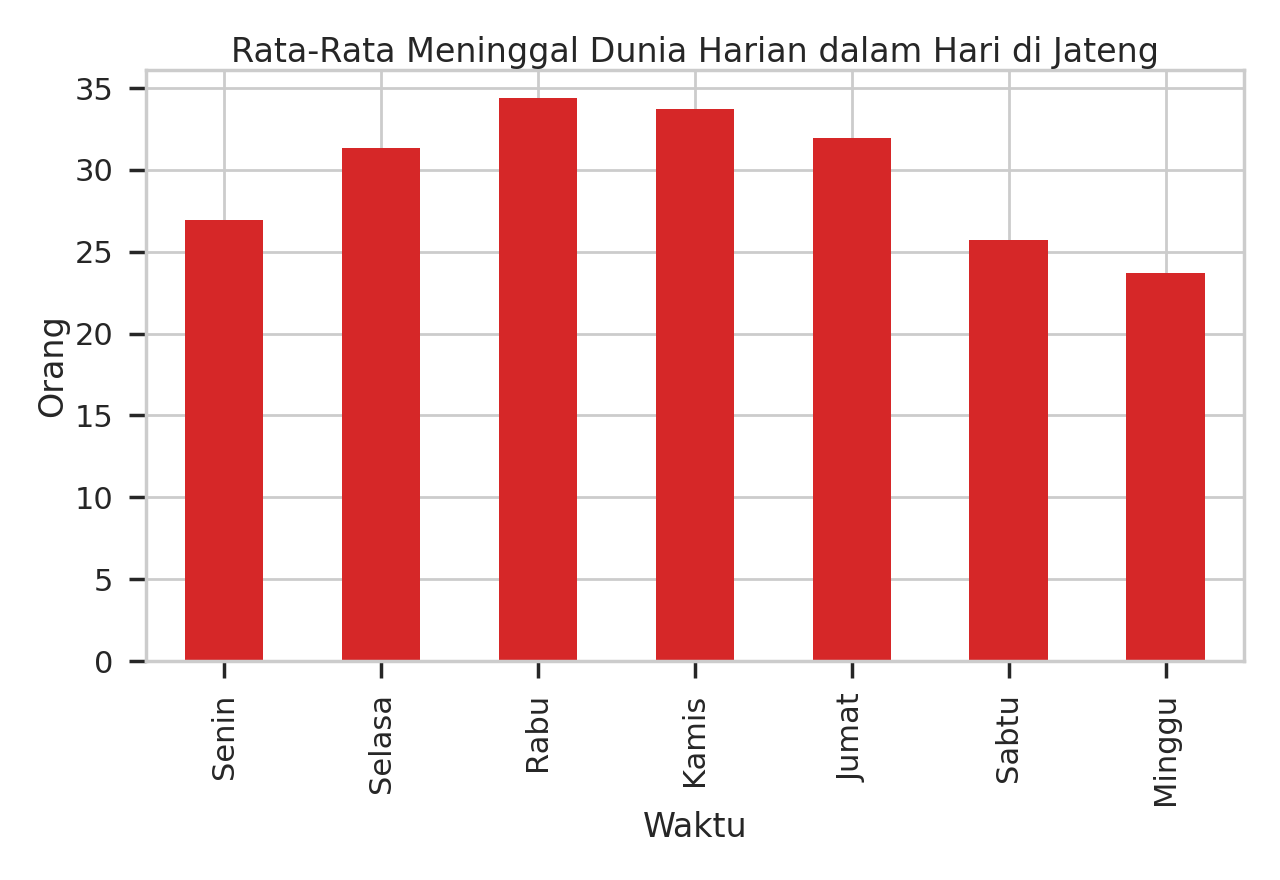 Rata-Rata Meninggal Dunia Harian dalam Hari di Jateng
Orang
35
30
25
20
15
10
5
0
Senin
Selasa
Rabu
Kamis
Jumat
Sabtu
Minggu
Waktu